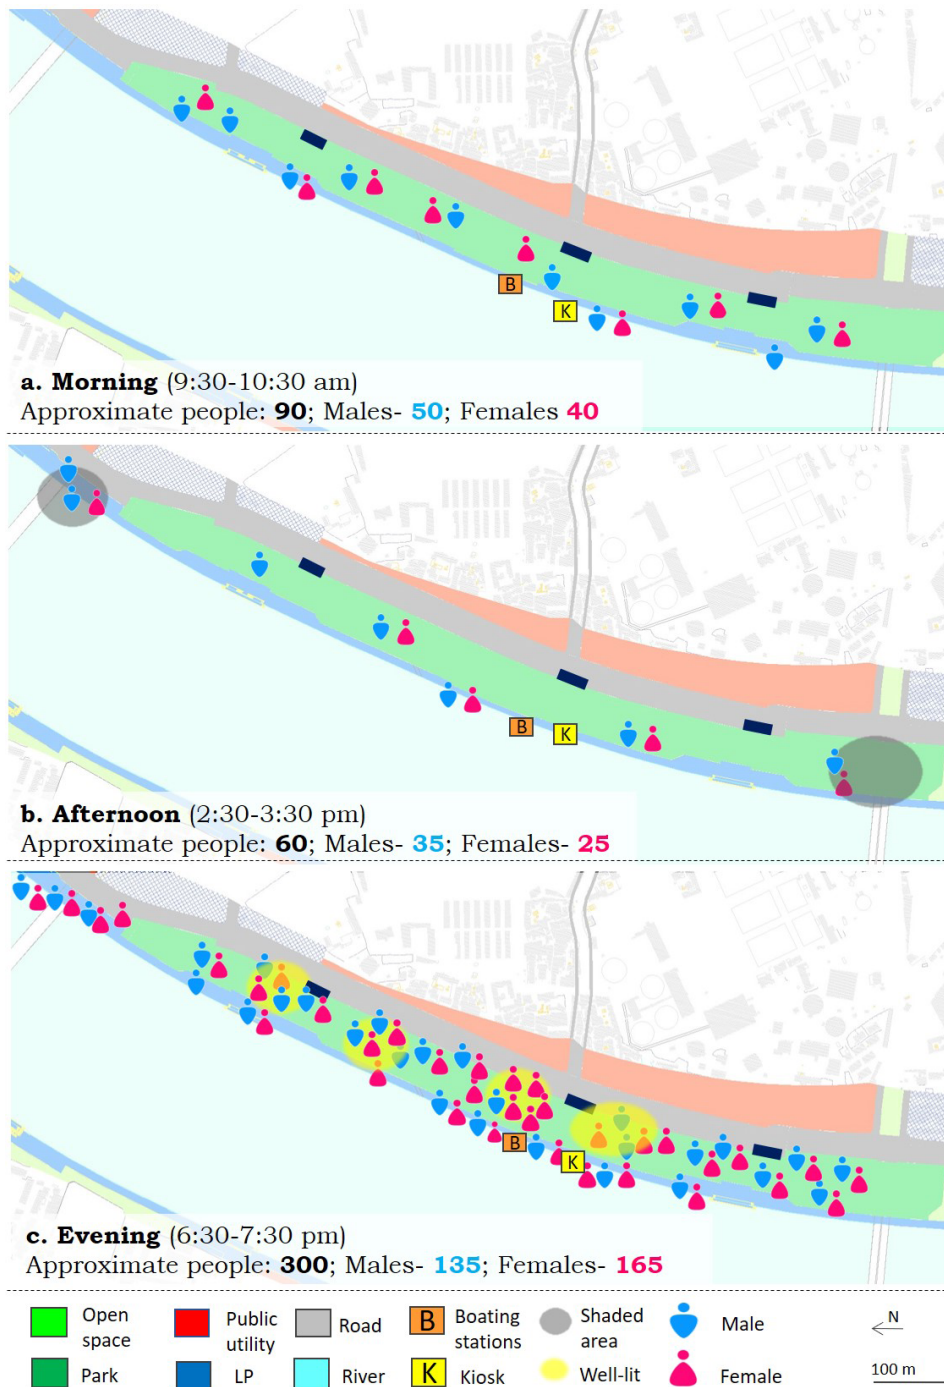 B
K
a. Morning (9:30-10:30 am)
Approximate people: 90; Males- 50; Females 40
B
K
b. Afternoon (2:30-3:30 pm)
Approximate people: 60; Males- 35; Females- 25
B
K
c. Evening (6:30-7:30 pm)
Approximate people: 300; Males- 135; Females- 165
Open space
Public utility
Road
B Boating stations
Shaded area
Male
N
Park
LP
River
K Kiosk
Well-lit
Female
100 m